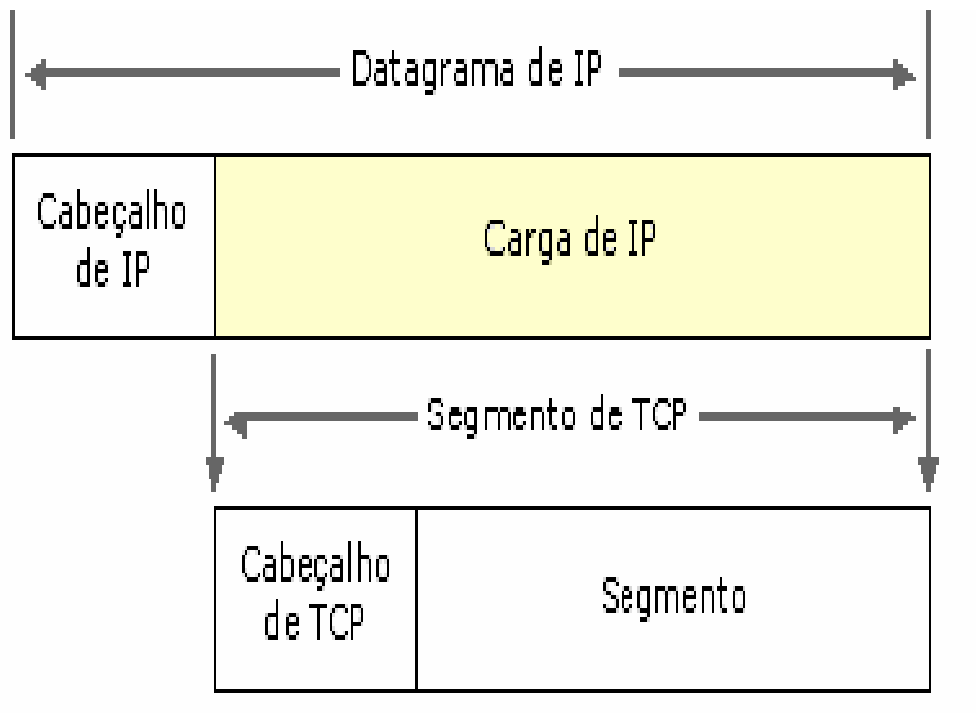 Datagrama de IP
Cabeçalho
de IP
Carga de IP
Segmento de TCP
Cabeçalho
de TCP
Segmento